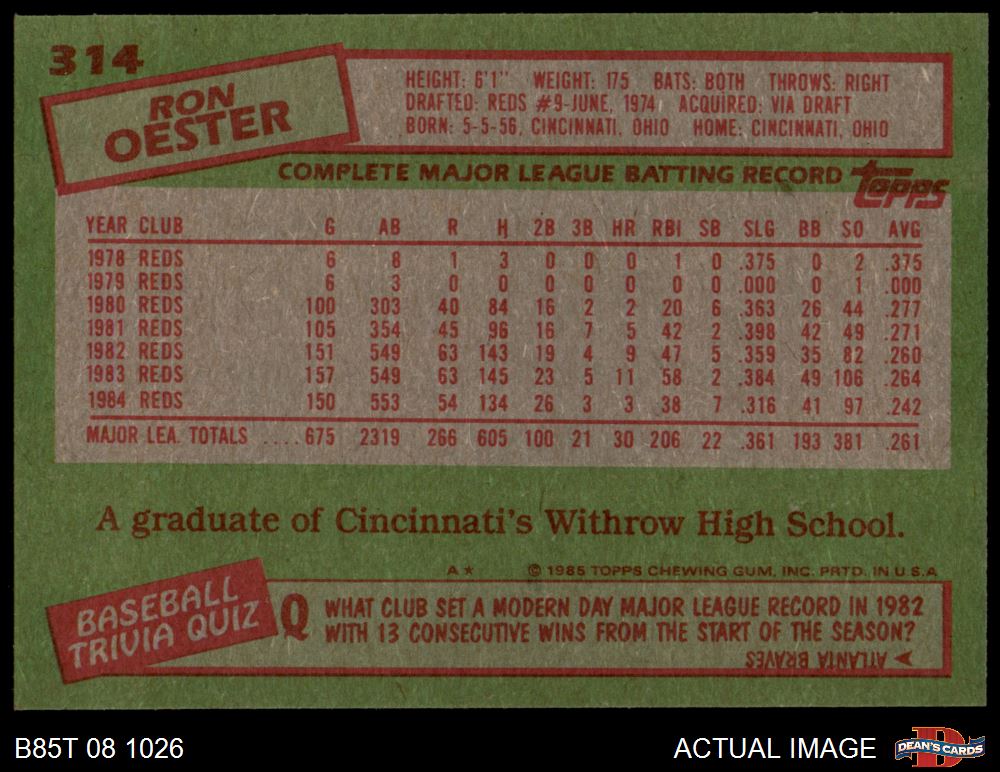 314
RON
OESTER
HEIGHT: 6'1" WEIGHT: 175 BATS: BOTH THROWS: RIGHT
DRAFTED: REDS #9-JUNE, 1974 ACQUIRED: VIA DRAFT
BORN: 5-5-56, CINCINNATI, OHIO HOME: CINCINNATI, OHIO
COMPLETE MAJOR LEAGUE BATTING RECORD topps
YEAR CLUB G AB R H 2B 3B HR RBI SB SLG BB SO AVG
1978 REDS 6 8 1 3 0 0 0 1 0 .375 0 2 .375
1979 REDS 6 3 0 0 0 0 0 0 0 .000 0 1 .000
1980 REDS 100 303 40 84 16 2 2 20 6 .363 26 44 .277
1981 REDS 105 354 45 96 16 7 5 42 2 .398 42 49 .271
1982 REDS 151 549 63 143 19 4 9 47 5 .359 35 82 .260
1983 REDS 157 549 63 145 23 5 11 58 2 .384 49 106 .264
1984 REDS 150 553 54 134 26 3 3 38 7 .316 41 97 .242
MAJOR LEA. TOTALS .... 675 2319 266 605 100 21 30 206 22 .361 193 381 .261
A graduate of Cincinnati's Withrow High School.
A★ © 1985 TOPPS CHEWING GUM, INC. PRTD. IN U.S.A.
BASEBALL
TRIVIA QUIZ
Q WHAT CLUB SET A MODERN DAY MAJOR LEAGUE RECORD IN 1982
WITH 13 CONSECUTIVE WINS FROM THE START OF THE SEASON?
ATLANTA BRAVES
B85T 08 1026 ACTUAL IMAGE D DEAN'S CARDS